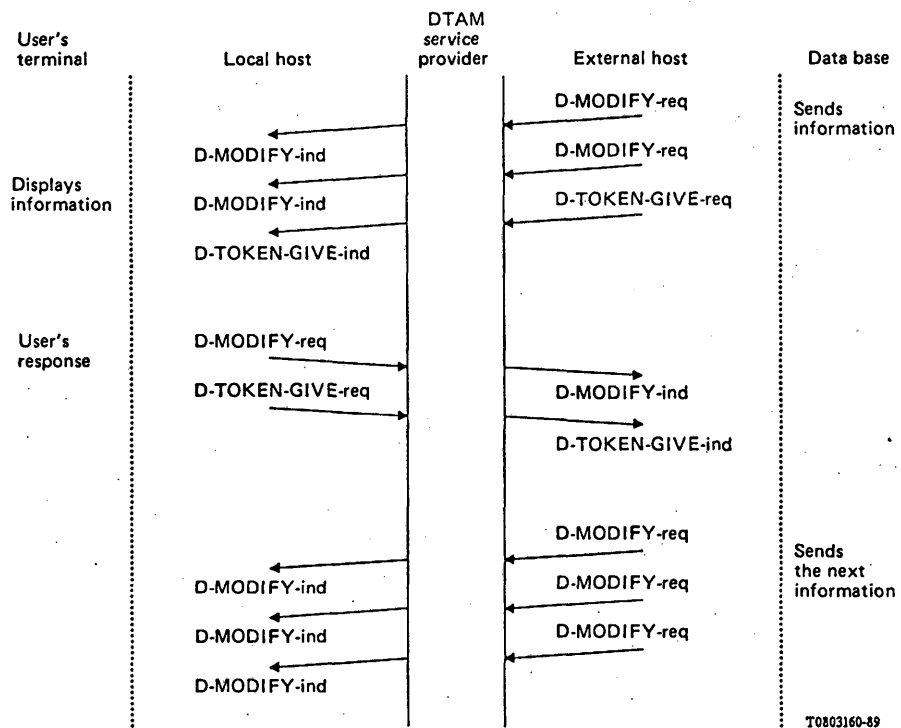 User's
terminal
Local host
DTAM
service
provider
External host
Data base
D-MODIFY-req
Sends
information
D-MODIFY-ind
D-MODIFY-req
Displays
information
D-MODIFY-ind
D-TOKEN-GIVE-req
D-TOKEN-GIVE-ind
User's
response
D-MODIFY-req
D-MODIFY-ind
D-TOKEN-GIVE-req
D-TOKEN-GIVE-ind
D-MODIFY-req
Sends
the next
information
D-MODIFY-ind
D-MODIFY-req
D-MODIFY-ind
D-MODIFY-req
D-MODIFY-ind
T0803160-89